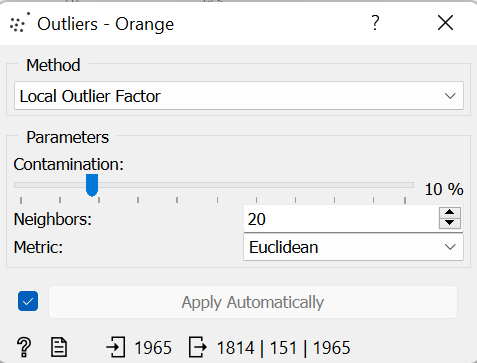 Outliers - Orange
Method
Local Outlier Factor
Parameters
Contamination:
10 %
Neighbors:
20
Metric:
Euclidean
Apply Automatically
1965
1814 | 151 | 1965